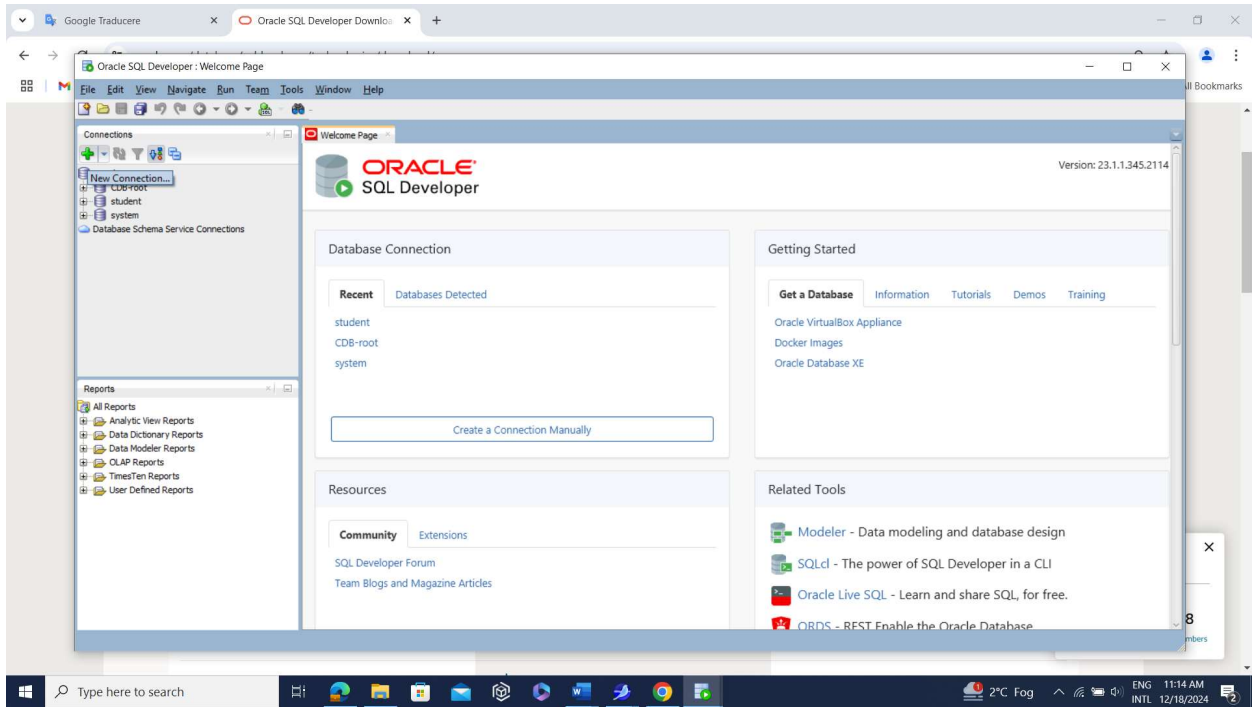 Google Traducere
Oracle SQL Developer Downloa
Oracle SQL Developer : Welcome Page
All Bookmarks
File Edit View Navigate Run Team Tools Window Help
Connections
Welcome Page
New Connection...
CDB-root
student
system
Database Schema Service Connections
ORACLE
SQL Developer
Version: 23.1.1.345.2114
Database Connection
Recent Databases Detected
student
CDB-root
system
Create a Connection Manually
Getting Started
Get a Database Information Tutorials Demos Training
Oracle VirtualBox Appliance
Docker Images
Oracle Database XE
Reports
All Reports
Analytic View Reports
Data Dictionary Reports
Data Modeler Reports
OLAP Reports
TimesTen Reports
User Defined Reports
Resources
Community Extensions
SQL Developer Forum
Team Blogs and Magazine Articles
Related Tools
Modeler - Data modeling and database design
SQLcl - The power of SQL Developer in a CLI
Oracle Live SQL - Learn and share SQL, for free.
ORDS - REST Enable the Oracle Database
8
mbers
Type here to search
2°C Fog
ENG
INTL
11:14 AM
12/18/2024
2